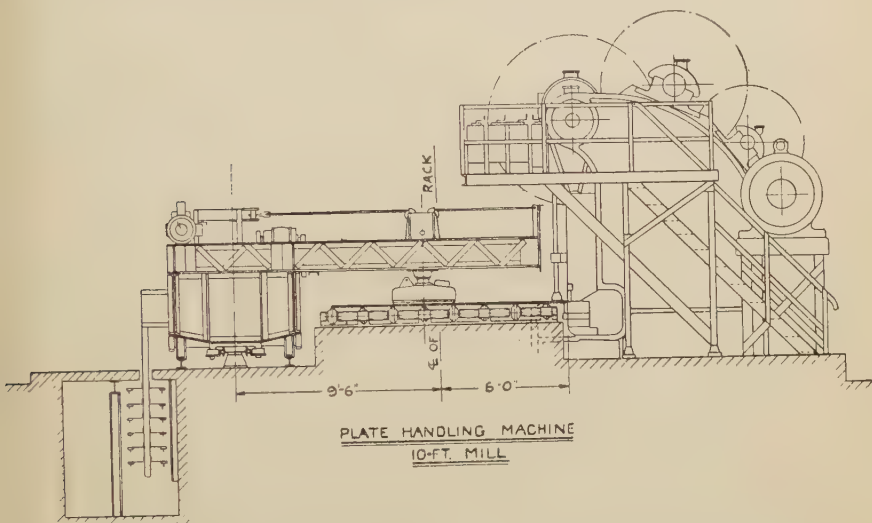 RACK
℄ OF
9'-6"
6'-0"
PLATE HANDLING MACHINE
10-FT. MILL